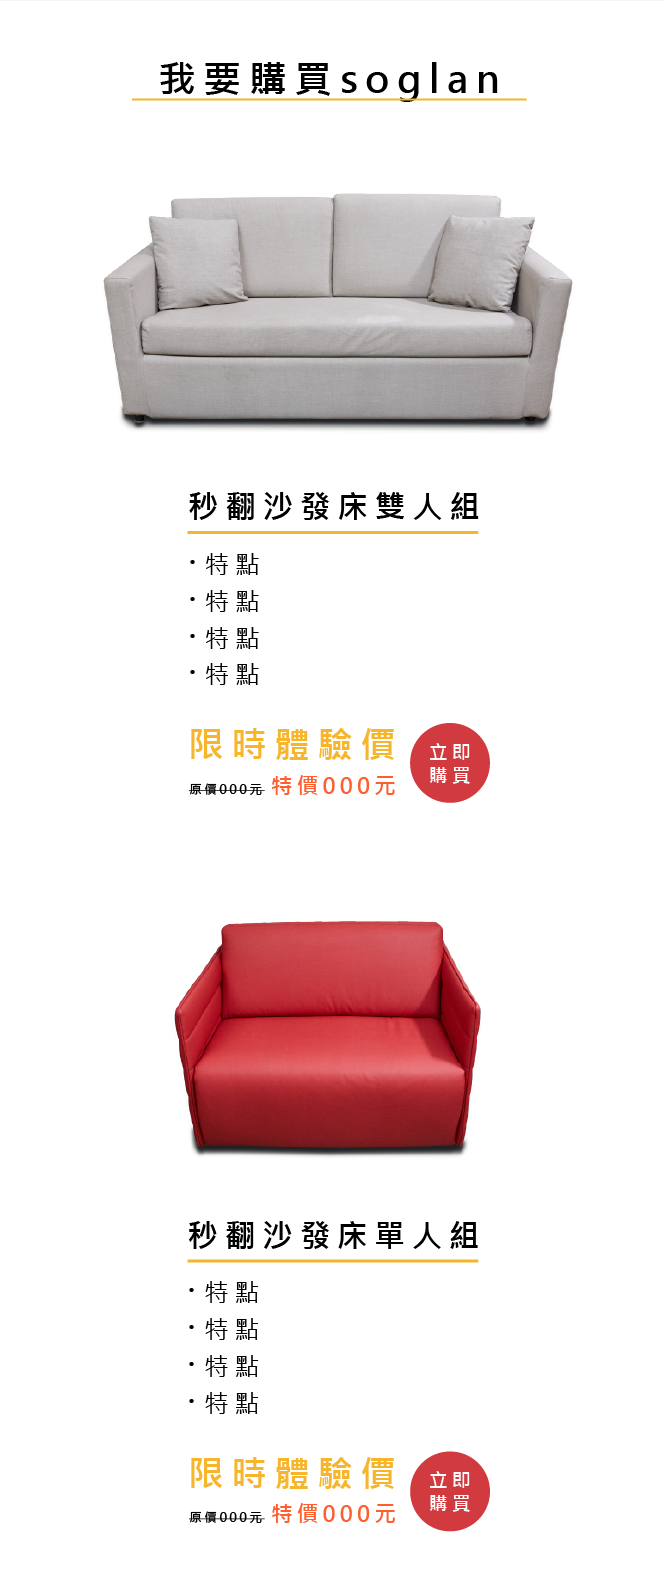 我要購買soglan
秒翻沙發床雙人組
·特點
·特點
·特點
·特點
限時體驗價
原價000元 特價000元
立即
購買
秒翻沙發床單人組
·特點
·特點
·特點
·特點
限時體驗價
原價000元 特價000元
立即
購買